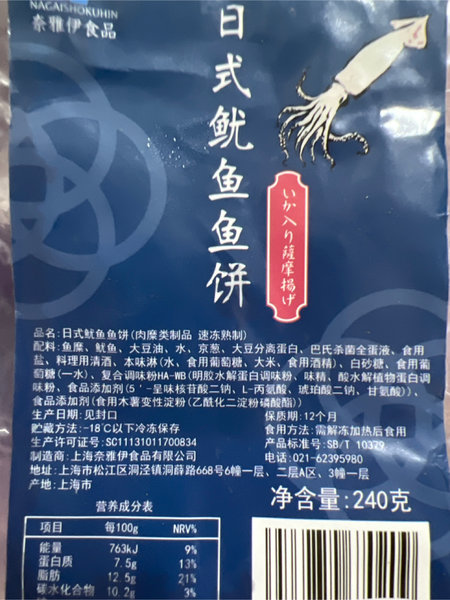 NAGAISHOKUHIN
奈雅伊食品
日式鱿鱼鱼饼
いか入り薩摩揚げ
品名:日式鱿鱼鱼饼(肉糜类制品 速冻熟制)
配料:鱼糜、鱿鱼、大豆油、水、京葱、大豆分离蛋白、巴氏杀菌全蛋液、食用
盐、料理用清酒、本味淋(水、食用葡萄糖、大米、食用酒精)、白砂糖、食用葡
萄糖(一水)、复合调味粉HA-WB(明胶水解蛋白调味粉、味精、酸水解植物蛋白调
味粉、食品添加剂(5′-呈味核苷酸二钠、L-丙氨酸、琥珀酸二钠、甘氨酸))、
食品添加剂(食用木薯变性淀粉(乙酰化二淀粉磷酸酯))
生产日期:见封口 保质期:12个月
贮藏方法:-18℃以下冷冻保存 食用方法:需解冻加热后食用
生产许可证号:SC11131011700834 产品标准号:SB/T 10379
制造商:上海奈雅伊食品有限公司 电话:021-62395980
地址:上海市松江区洞泾镇洞薛路668号6幢一层、二层A区、3幢一层
产地:上海市
净含量:240克
营养成分表
项目 每100g NRV%
能量 763kJ 9%
蛋白质 7.5g 13%
脂肪 12.5g 21%
碳水化合物 10.2g 3%